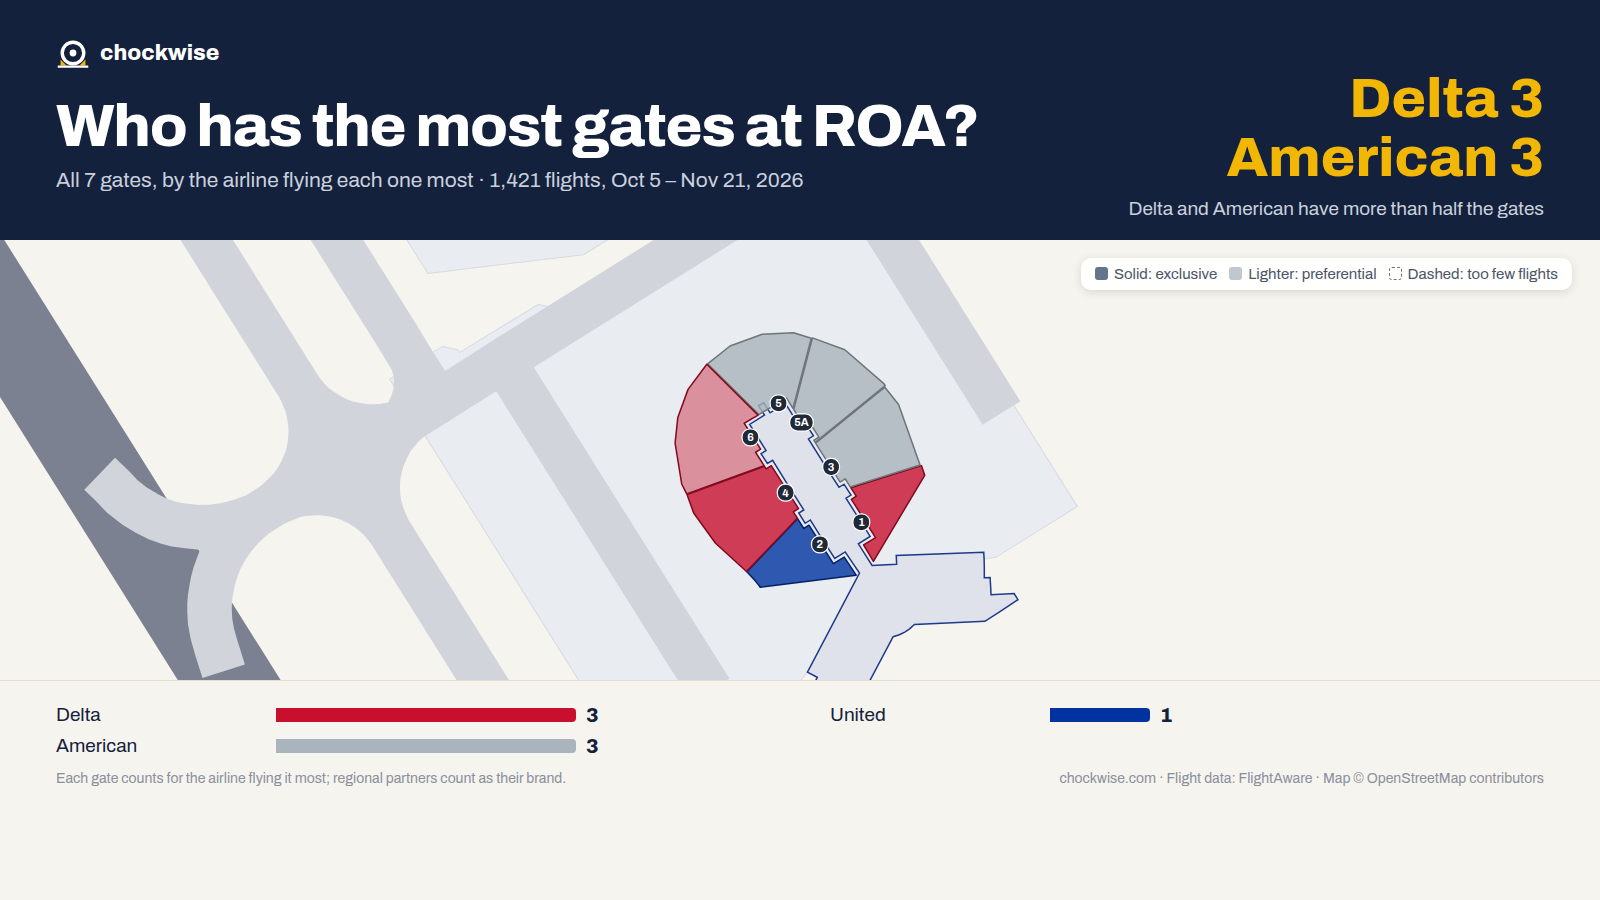 chockwise
Who has the most gates at ROA?
All 7 gates, by the airline flying each one most · 1,421 flights, Oct 5 – Nov 21, 2026
Delta 3
American 3
Delta and American have more than half the gates
Solid: exclusive
Lighter: preferential
Dashed: too few flights
5
5A
6
3
4
1
2
Delta 3
American 3
United 1
Each gate counts for the airline flying it most; regional partners count as their brand.
chockwise.com · Flight data: FlightAware · Map © OpenStreetMap contributors